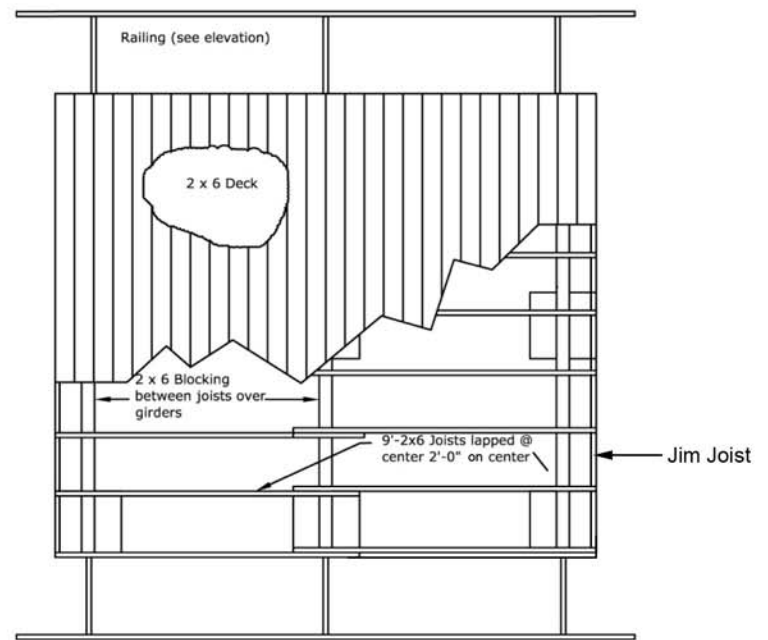 Railing (see elevation)
2 x 6 Deck
2 x 6 Blocking
between joists over
girders
9'-2x6 Joists lapped @
center 2'-0" on center
Jim Joist